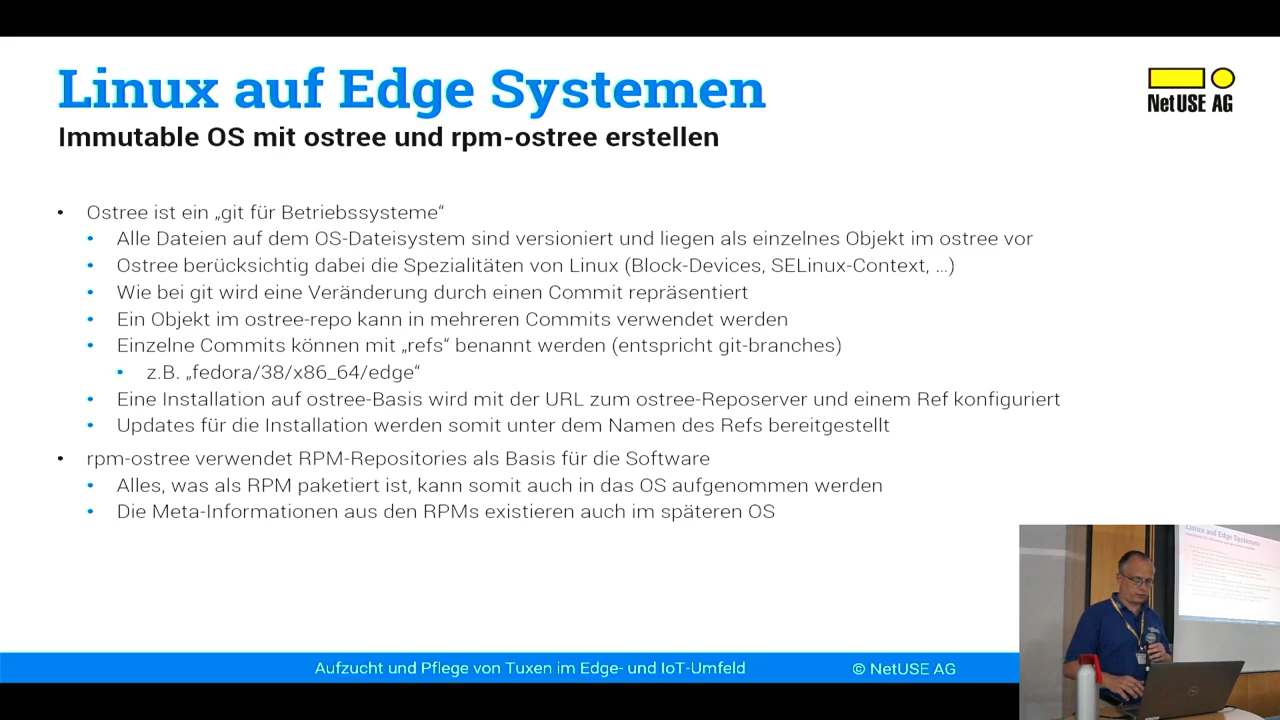 Linux auf Edge Systemen
Immutable OS mit ostree und rpm-ostree erstellen
NetUSE AG
• Ostree ist ein „git für Betriebssysteme“
• Alle Dateien auf dem OS-Dateisystem sind versioniert und liegen als einzelnes Objekt im ostree vor
• Ostree berücksichtig dabei die Spezialitäten von Linux (Block-Devices, SELinux-Context, …)
• Wie bei git wird eine Veränderung durch einen Commit repräsentiert
• Ein Objekt im ostree-repo kann in mehreren Commits verwendet werden
• Einzelne Commits können mit „refs“ benannt werden (entspricht git-branches)
• z.B. „fedora/38/x86_64/edge“
• Eine Installation auf ostree-Basis wird mit der URL zum ostree-Reposerver und einem Ref konfiguriert
• Updates für die Installation werden somit unter dem Namen des Refs bereitgestellt
• rpm-ostree verwendet RPM-Repositories als Basis für die Software
• Alles, was als RPM paketiert ist, kann somit auch in das OS aufgenommen werden
• Die Meta-Informationen aus den RPMs existieren auch im späteren OS
Linux auf Edge Systemen
Aufzucht und Pflege von Tuxen im Edge- und IoT-Umfeld
© NetUSE AG